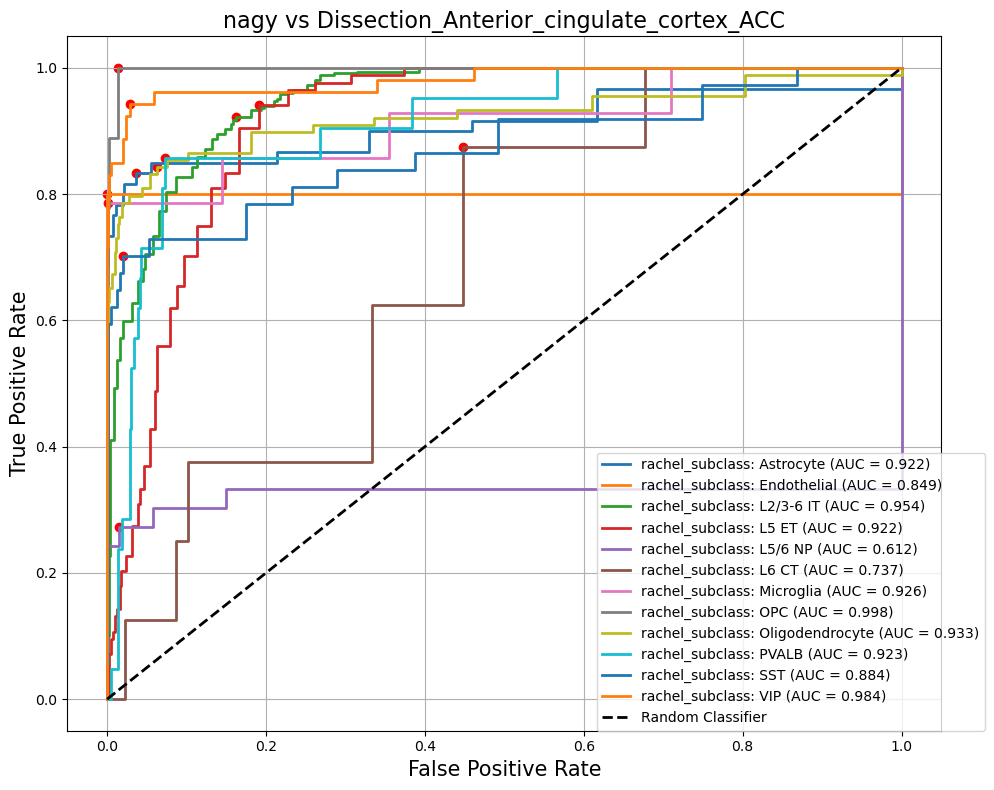 nagy vs Dissection_Anterior_cingulate_cortex_ACC
True Positive Rate
1.0
0.8
0.6
0.4
0.2
0.0
rachel_subclass: Astrocyte (AUC = 0.922)
rachel_subclass: Endothelial (AUC = 0.849)
rachel_subclass: L2/3-6 IT (AUC = 0.954)
rachel_subclass: L5 ET (AUC = 0.922)
rachel_subclass: L5/6 NP (AUC = 0.612)
rachel_subclass: L6 CT (AUC = 0.737)
rachel_subclass: Microglia (AUC = 0.926)
rachel_subclass: OPC (AUC = 0.998)
rachel_subclass: Oligodendrocyte (AUC = 0.933)
rachel_subclass: PVALB (AUC = 0.923)
rachel_subclass: SST (AUC = 0.884)
rachel_subclass: VIP (AUC = 0.984)
Random Classifier
0.0 0.2 0.4 0.6 0.8 1.0
False Positive Rate